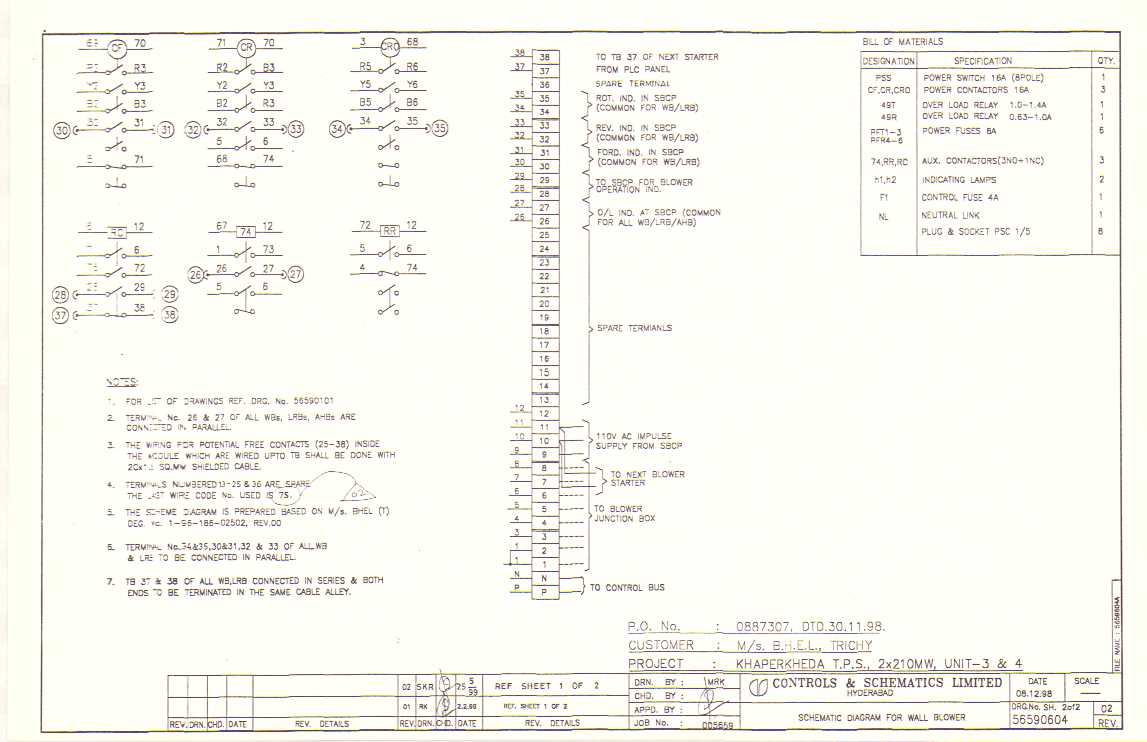 CF 70
R3
Y3
B3
30 31 31
71
71 CR 70
R2 B3
Y2 Y3
B2 R3
32 32 33 33
5 6
68 74
3 CRO 68
R5 R6
Y5 Y6
B5 B6
34 34 35 35
RC 12
6
72
28 29 29
37 38 38
67 74 12
1 73
26 26 27 27
5 6
72 RR 12
5 6
4 74
38 38 TO TB 37 OF NEXT STARTER
37 37 FROM PLC PANEL
36 SPARE TERMINAL
35 35 ROT. IND. IN SBCP
34 34 (COMMON FOR WB/LRB)
33 33 REV. IND. IN SBCP
32 32 (COMMON FOR WB/LRB)
31 31 FORD. IND. IN SBCP
30 30 (COMMON FOR WB/LRB)
29 29 TO SBCP FOR BLOWER
28 28 OPERATION IND.
27 27 O/L IND. AT SBCP (COMMON
26 26 FOR ALL WB/LRB/AHB)
25
24
23
22
21
20
19
18 SPARE TERMIANLS
17
16
15
14
13
12 12
11 11 110V AC IMPULSE
10 10 SUPPLY FROM SBCP
9 9
8 8 TO NEXT BLOWER
7 7 STARTER
6 6
5 5 TO BLOWER
4 4 JUNCTION BOX
3 3
2
1 1
N N
P P TO CONTROL BUS
BILL OF MATERIALS
DESIGNATION SPECIFICATION QTY.
PSS POWER SWITCH 16A (8POLE) 1
CF,CR,CRO POWER CONTACTORS 16A 3
49T OVER LOAD RELAY 1.0-1.4A 1
49R OVER LOAD RELAY 0.63-1.0A 1
PFT1-3 POWER FUSES 6A 6
PFR4-6
74,RR,RC AUX. CONTACTORS(3NO+1NC) 3
h1,h2 INDICATING LAMPS 2
F1 CONTROL FUSE 4A 1
NL NEUTRAL LINK 1
PLUG & SOCKET PSC 1/5 8
NOTES:
1. FOR LIST OF DRAWINGS REF. DRG. No. 56590101
2. TERMINAL No. 26 & 27 OF ALL WBs, LRBs, AHBs ARE
CONNECTED IN PARALLEL.
3. THE WIRING FOR POTENTIAL FREE CONTACTS (25-38) INSIDE
THE MODULE WHICH ARE WIRED UPTO TB SHALL BE DONE WITH
SQ.MM SHIELDED CABLE.
4. TERMINALS NUMBERED 13-25 & 36 ARE SPARE
THE LAST WIRE CODE No. USED IS 75.
02
5. THE SCHEME DIAGRAM IS PREPARED BASED ON M/s. BHEL (T)
DEG. No. 1-96-186-02502, REV.00
6. TERMINAL No.34&35,30&31,32 & 33 OF ALL WB
& LRB TO BE CONNECTED IN PARALLEL.
7. TB 37 & 38 OF ALL WB,LRB CONNECTED IN SERIES & BOTH
ENDS TO BE TERMINATED IN THE SAME CABLE ALLEY.
FILE NAME : 5659604A
P.O. No. : 0887307, DTD.30.11.98.
CUSTOMER : M/s. B.H.E.L., TRICHY
PROJECT : KHAPERKHEDA T.P.S., 2x210MW, UNIT-3 & 4
02 SKR 25 5 99 REF SHEET 1 OF 2
01 RK 2.2.98 REF. SHEET 1 OF 2
REV. DRN. CHD. DATE REV. DETAILS REV. DRN. CHD. DATE REV. DETAILS
DRN. BY : MRK
CHD. BY :
APPD. BY :
JOB No. : 005659
CONTROLS & SCHEMATICS LIMITED
HYDERABAD
SCHEMATIC DIAGRAM FOR WALL BLOWER
DATE
08.12.98
SCALE
DRG.No. SH. 2of2
56590604
02
REV.